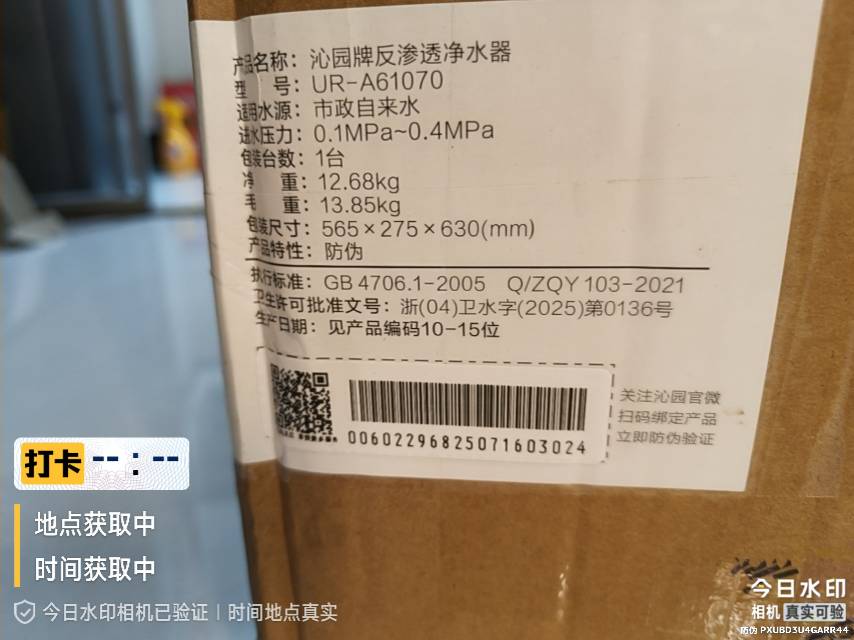 产品名称：沁园牌反渗透净水器
型 号：UR-A61070
适用水源：市政自来水
进水压力：0.1MPa~0.4MPa
包装台数：1台
净 重：12.68kg
毛 重：13.85kg
包装尺寸：565×275×630(mm)
产品特性：防伪
执行标准：GB 4706.1-2005 Q/ZQY 103-2021
卫生许可批准文号：浙(04)卫水字(2025)第0136号
生产日期：见产品编码10-15位
00602296825071603024
关注沁园官微
扫码绑定产品
立即防伪验证
打卡 --:--
地点获取中
时间获取中
今日水印相机已验证 | 时间地点真实
今日水印
相机 真实可验
防伪 PXUBD3U4GARR44